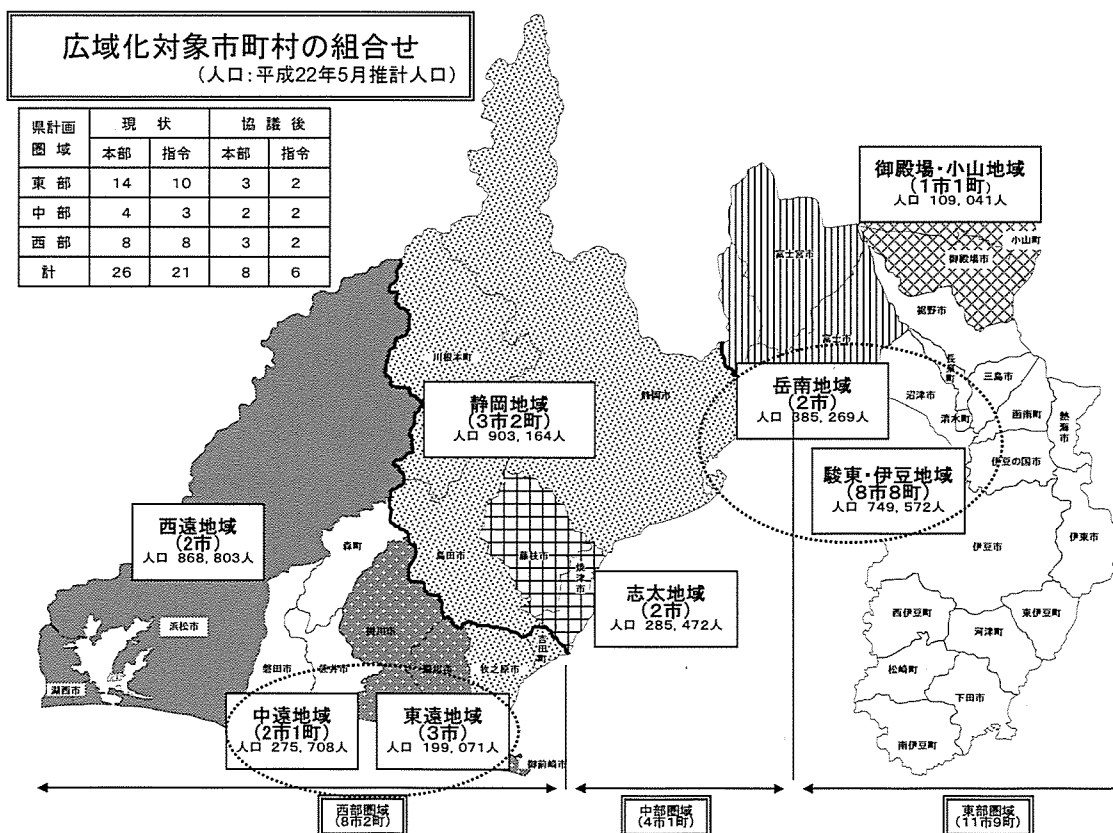 広域化対象市町村の組合せ
(人口:平成22年5月推計人口)
県計画圏域 現状 協議後
本部 指令 本部 指令
東部 14 10 3 2
中部 4 3 2 2
西部 8 8 3 2
計 26 21 8 6
御殿場・小山地域
(1市1町)
人口 109,041人
小山町
御殿場市
富士宮市
裾野市
富士市
長泉町
三島市
沼津市
清水町
函南町
熱海市
伊豆の国市
岳南地域
(2市)
人口 385,269人
駿東・伊豆地域
(8市8町)
人口 749,572人
川根本町
静岡市
静岡地域
(3市2町)
人口 903,164人
西遠地域
(2市)
人口 868,803人
森町
島田市
藤枝市
焼津市
志太地域
(2市)
人口 285,472人
伊豆市
伊東市
西伊豆町
東伊豆町
河津町
松崎町
下田市
南伊豆町
浜松市
湖西市
磐田市
袋井市
掛川市
菊川市
牧之原市
吉田町
中遠地域
(2市1町)
人口 275,708人
東遠地域
(3市)
人口 199,071人
御前崎市
西部圏域
(8市2町)
中部圏域
(4市1町)
東部圏域
(11市9町)